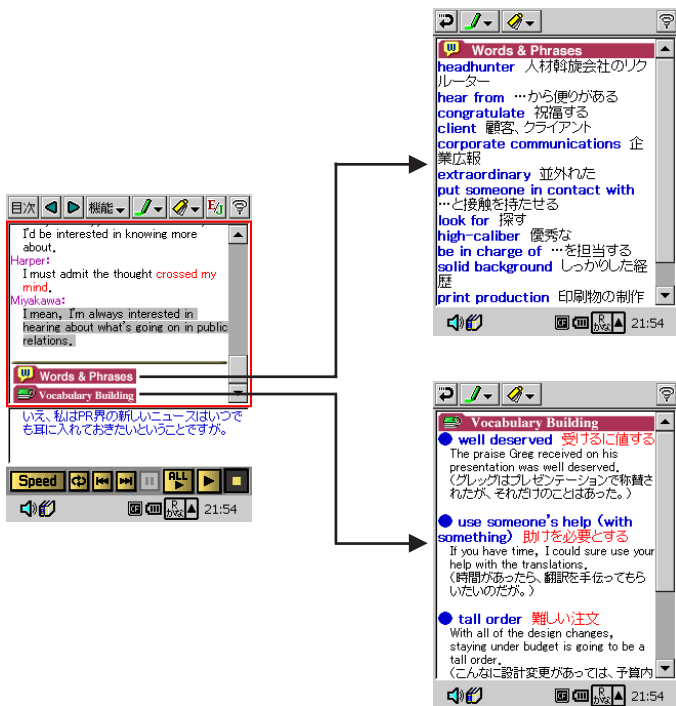 目次 機能 E/J
I'd be interested in knowing more
about.
Harper:
I must admit the thought crossed my
mind.
Miyakawa:
I mean, I'm always interested in
hearing about what's going on in public
relations.
Words & Phrases
Vocabulary Building
いえ、私はPR界の新しいニュースはいつで
も耳に入れておきたいということですが。
Speed ALL
R かな 21:54
Words & Phrases
headhunter 人材斡旋会社のリク
ルーター
hear from …から便りがある
congratulate 祝福する
client 顧客、クライアント
corporate communications 企
業広報
extraordinary 並外れた
put someone in contact with
…と接触を持たせる
look for 探す
high-caliber 優秀な
be in charge of …を担当する
solid background しっかりした経
歴
print production 印刷物の制作
R かな 21:54
Vocabulary Building
well deserved 受けるに値する
The praise Greg received on his
presentation was well deserved.
(グレッグはプレゼンテーションで称賛さ
れたが、それだけのことはあった。)
use someone's help (with
something) 助けを必要とする
If you have time, I could sure use your
help with the translations.
(時間があったら、翻訳を手伝ってもら
いたいのだが。)
tall order 難しい注文
With all of the design changes,
staying under budget is going to be a
tall order.
(こんなに設計変更があっては、予算内
R かな 21:54